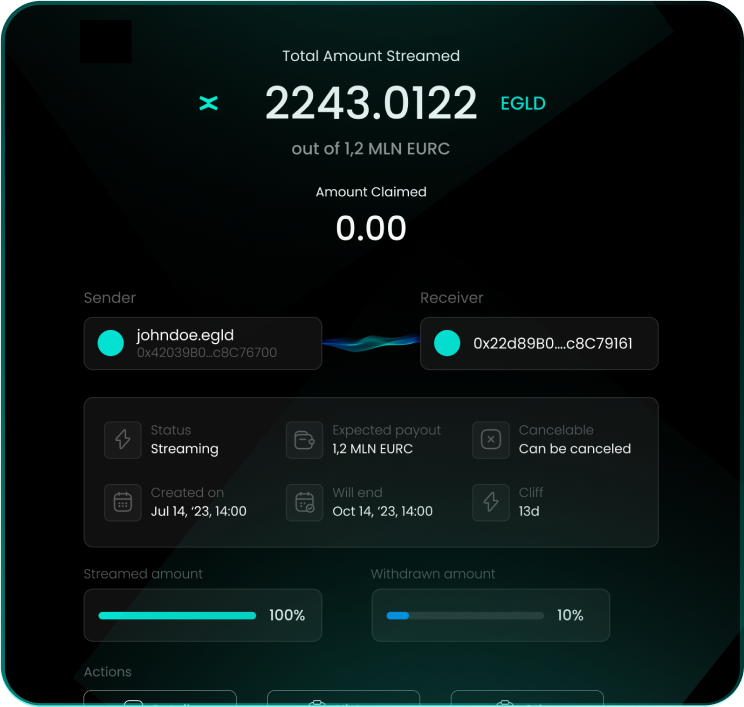 Total Amount Streamed
2243.0122 EGLD
out of 1,2 MLN EURC
Amount Claimed
0.00
Sender
Receiver
johndoe.egld
0x42039B0...c8C76700
0x22d89B0....c8C79161
Status
Streaming
Expected payout
1,2 MLN EURC
Cancelable
Can be canceled
Created on
Jul 14, ‘23, 14:00
Will end
Oct 14, ‘23, 14:00
Cliff
13d
Streamed amount
Withdrawn amount
100%
10%
Actions